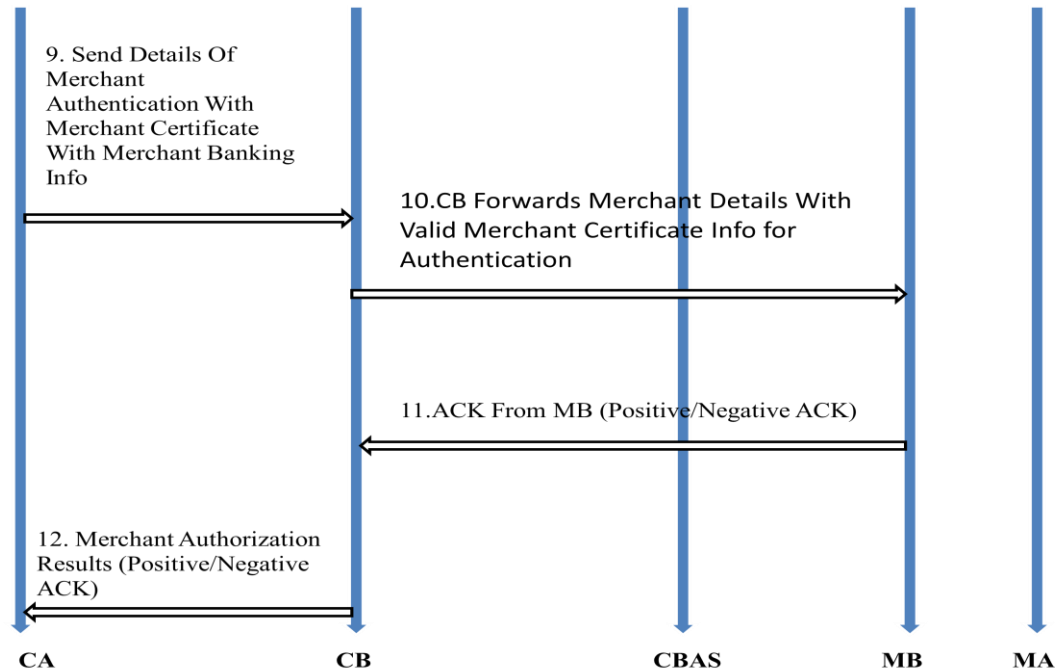 9. Send Details Of
Merchant
Authentication With
Merchant Certificate
With Merchant Banking
Info
10.CB Forwards Merchant Details With
Valid Merchant Certificate Info for
Authentication
11.ACK From MB (Positive/Negative ACK)
12. Merchant Authorization
Results (Positive/Negative
ACK)
CA CB CBAS MB MA